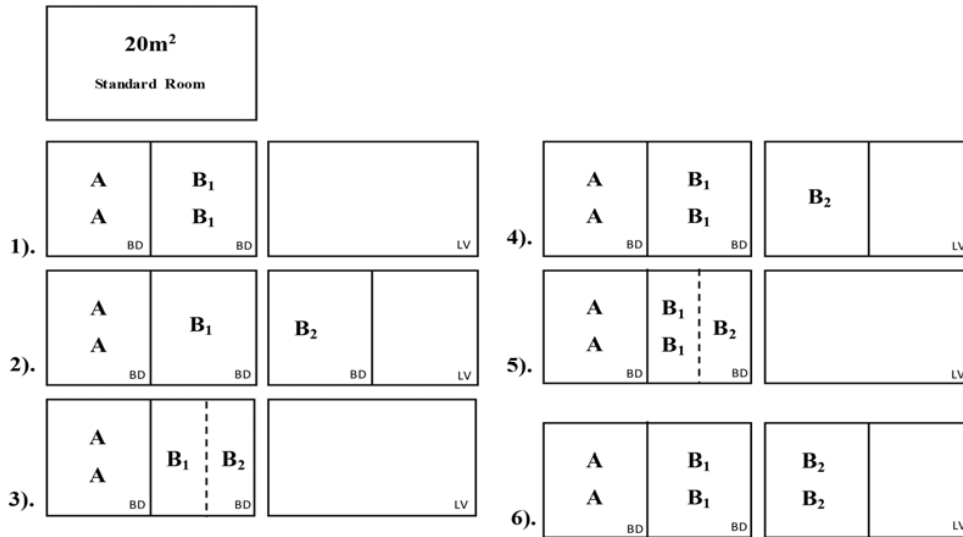 20m²
Standard Room
A B₁
A B₁
BD BD LV
1).
A B₁ B₂
A
BD BD BD LV
2).
A B₁ B₂
A
BD BD LV
3).
A B₁ B₂
A B₁
BD BD LV
4).
A B₁ B₂
A B₁
BD BD LV
5).
A B₁ B₂
A B₁ B₂
BD BD LV
6).